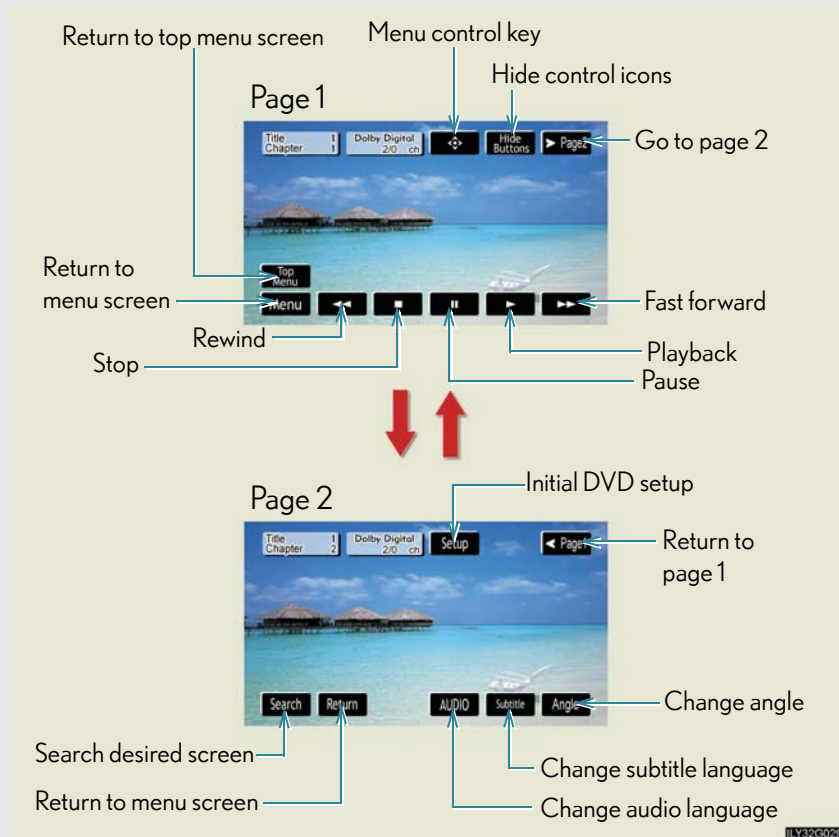 Return to top menu screen
Menu control key
Hide control icons
Page 1
Title 1
Chapter 1
Dolby Digital
2/0 ch
Hide
Buttons
Page2
Go to page 2
Return to
menu screen
Top
Menu
Menu
Fast forward
Rewind
Playback
Stop
Pause
Initial DVD setup
Page 2
Title 1
Chapter 2
Dolby Digital
2/0 ch
Setup
Page1
Return to
page 1
Search
Return
AUDIO
Subtitle
Angle
Change angle
Search desired screen
Change subtitle language
Return to menu screen
Change audio language